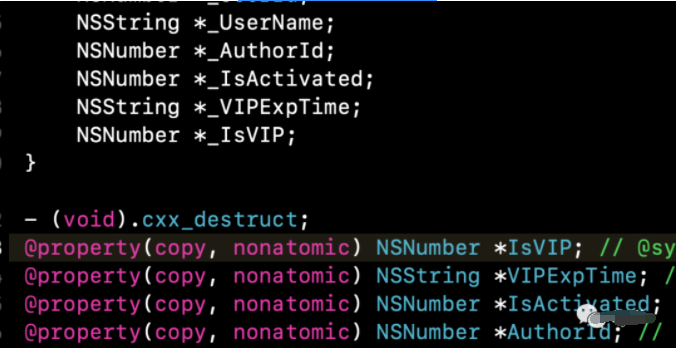 NSString *_UserName;
NSNumber *_AuthorId;
NSNumber *_IsActivated;
NSString *_VIPExpTime;
NSNumber *_IsVIP;
}
- (void).cxx_destruct;
@property(copy, nonatomic) NSNumber *IsVIP; // @sy
@property(copy, nonatomic) NSString *VIPExpTime; /
@property(copy, nonatomic) NSNumber *IsActivated;
@property(copy, nonatomic) NSNumber *AuthorId; //